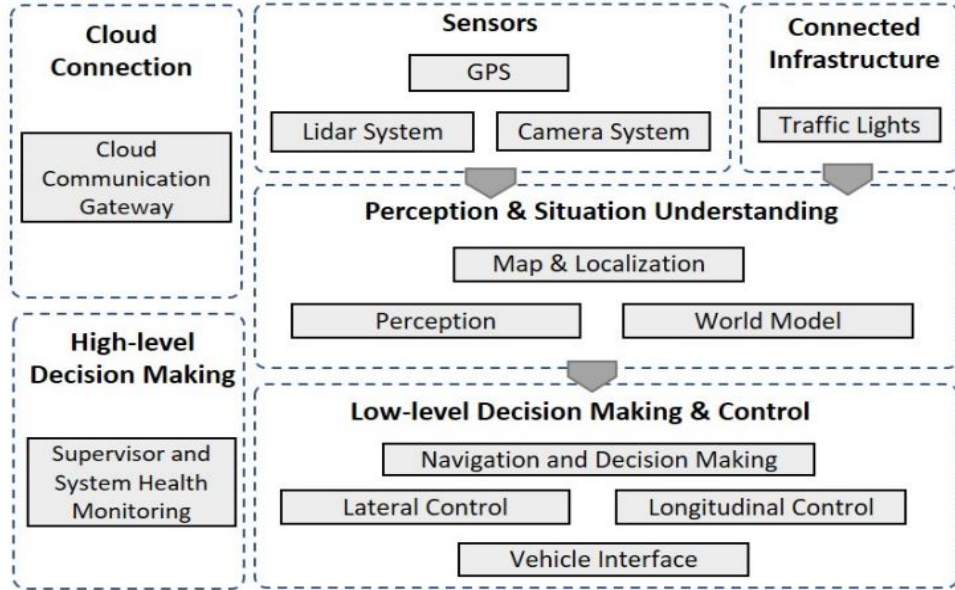 Cloud
Connection
Cloud
Communication
Gateway
Sensors
GPS
Lidar System
Camera System
Connected
Infrastructure
Traffic Lights
Perception & Situation Understanding
Map & Localization
Perception
World Model
High-level
Decision Making
Supervisor and
System Health
Monitoring
Low-level Decision Making & Control
Navigation and Decision Making
Lateral Control
Longitudinal Control
Vehicle Interface